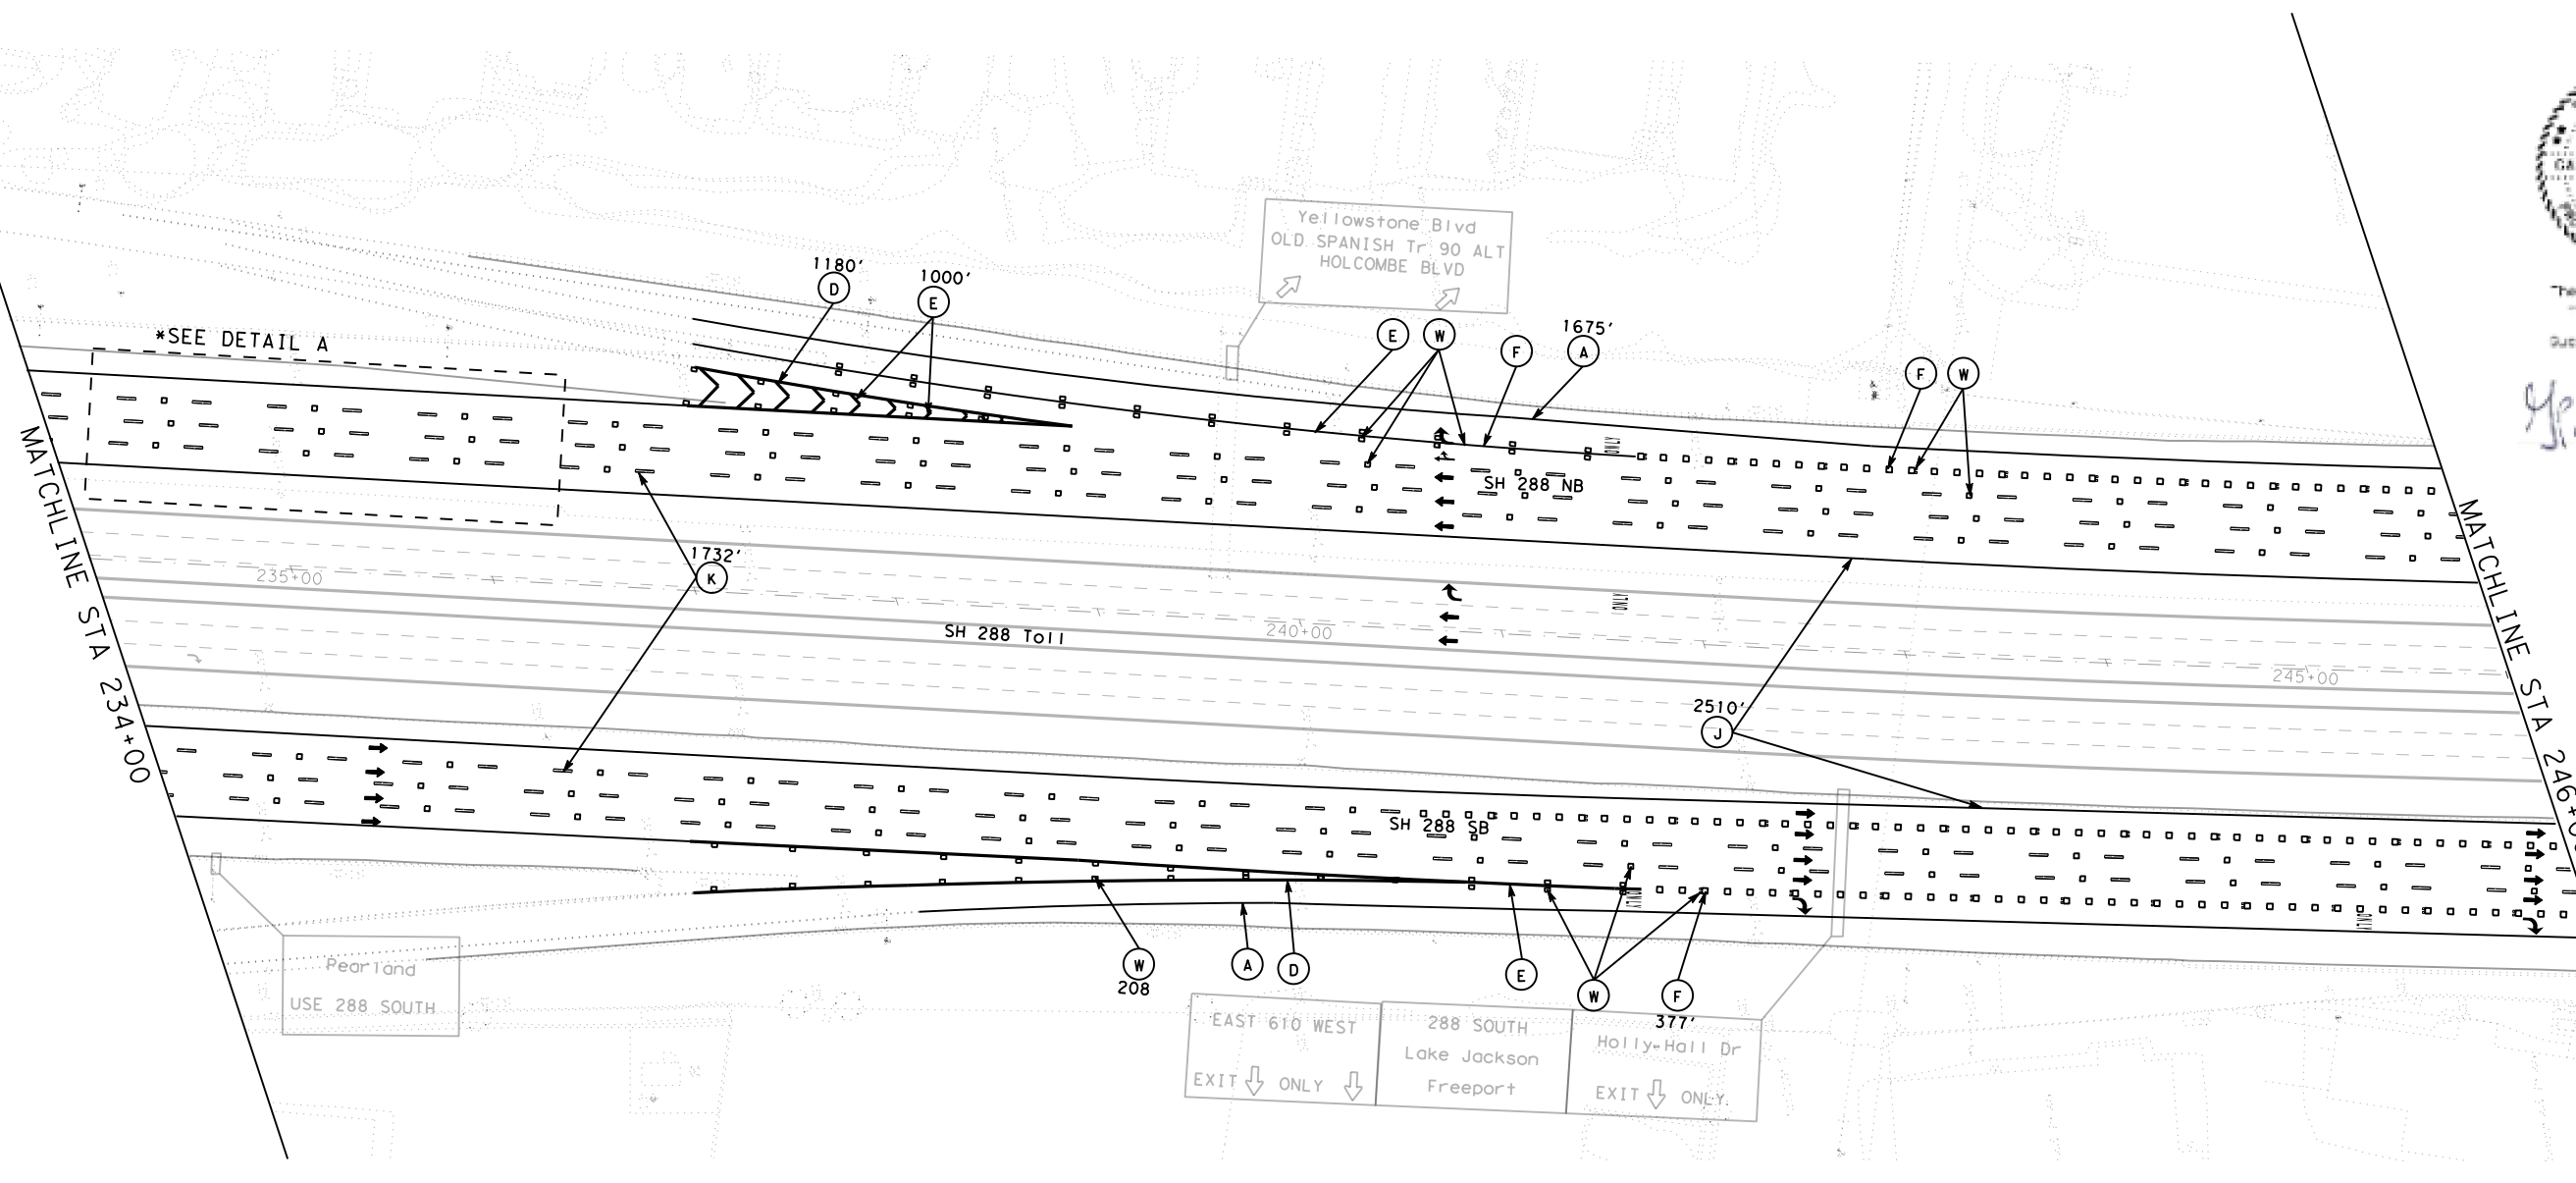 Yellowstone Blvd
OLD SPANISH Tr 90 ALT
HOLCOMBE BLVD
1180'
D
1000'
E
*SEE DETAIL A
E
W
F
1675'
A
F
W
MATCHLINE STA 234+00
SH 288 NB
ONLY
MATCHLINE STA 246+00
1732'
K
235+00
SH 288 Toll
240+00
ONLY
245+00
2510'
J
SH 288 SB
ONLY
ONLY
W
208
A
D
E
W
F
377'
Pearland
USE 288 SOUTH
EAST 610 WEST
EXIT ONLY
288 SOUTH
Lake Jackson
Freeport
Holly-Hall Dr
EXIT ONLY